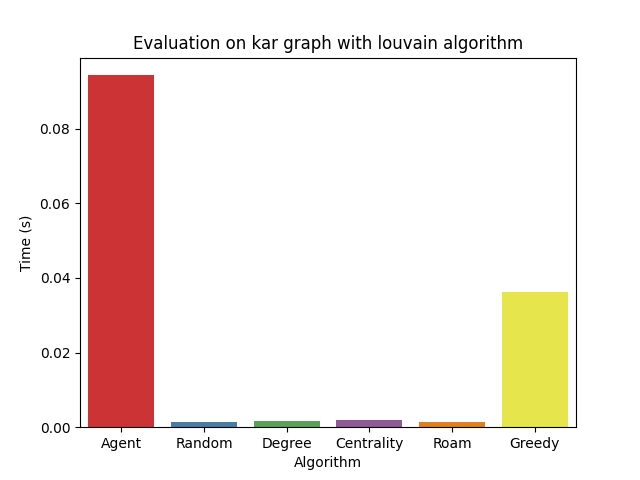 Evaluation on kar graph with louvain algorithm
Time (s)
0.08
0.06
0.04
0.02
0.00
Agent Random Degree Centrality Roam Greedy
Algorithm